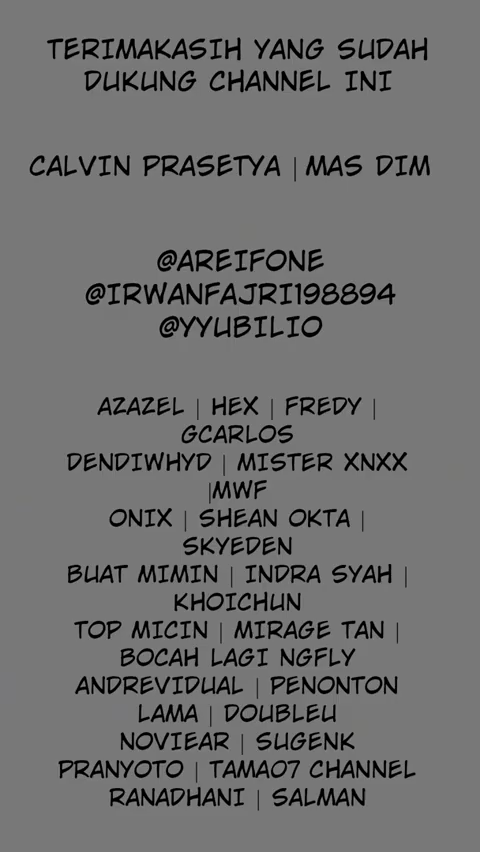 TERIMAKASIH YANG SUDAH
DUKUNG CHANNEL INI
CALVIN PRASETYA | MAS DIM
@AREIFONE
@IRWANFAJRI198894
@YYUBILIO
AZAZEL | HEX | FREDY |
GCARLOS
DENDIWHYD | MISTER XNXX
|MWF
ONIX | SHEAN OKTA |
SKYEDEN
BUAT MIMIN | INDRA SYAH |
KHOICHUN
TOP MICIN | MIRAGE TAN |
BOCAH LAGI NGFLY
ANDREVIDUAL | PENONTON
LAMA | DOUBLEU
NOVIEAR | SUGENK
PRANYOTO | TAMA07 CHANNEL
RANADHANI | SALMAN